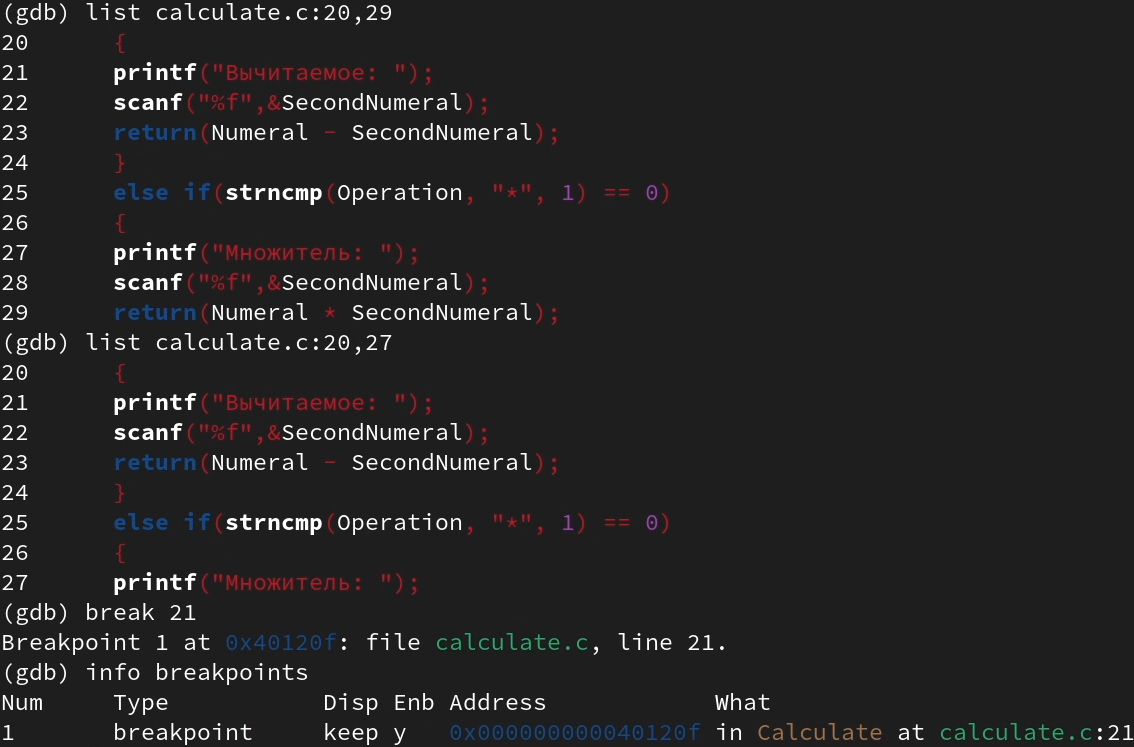 (gdb) list calculate.c:20,29
20      {
21      printf("Вычитаемое: ");
22      scanf("%f",&SecondNumeral);
23      return(Numeral - SecondNumeral);
24      }
25      else if(strncmp(Operation, "*", 1) == 0)
26      {
27      printf("Множитель: ");
28      scanf("%f",&SecondNumeral);
29      return(Numeral * SecondNumeral);
(gdb) list calculate.c:20,27
20      {
21      printf("Вычитаемое: ");
22      scanf("%f",&SecondNumeral);
23      return(Numeral - SecondNumeral);
24      }
25      else if(strncmp(Operation, "*", 1) == 0)
26      {
27      printf("Множитель: ");
(gdb) break 21
Breakpoint 1 at 0x40120f: file calculate.c, line 21.
(gdb) info breakpoints
Num     Type           Disp Enb Address            What
1       breakpoint     keep y   0x000000000040120f in Calculate at calculate.c:21